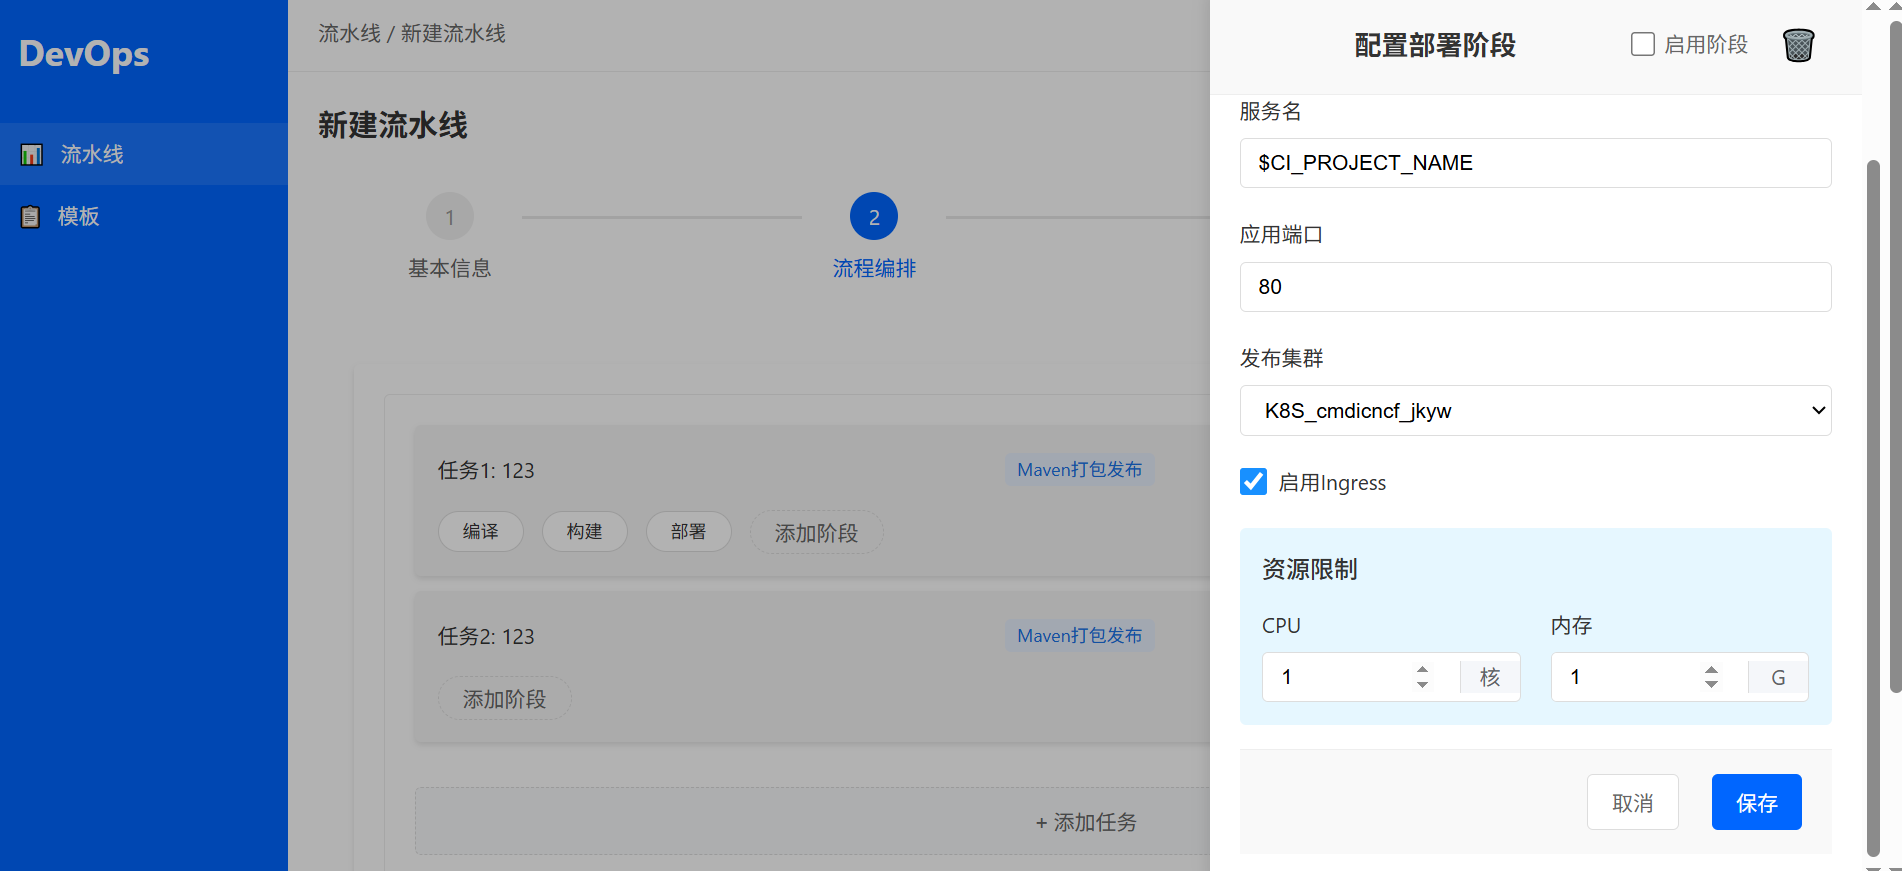 DevOps
流水线
模板
流水线 / 新建流水线
新建流水线
1
基本信息
2
流程编排
任务1: 123
Maven打包发布
编译
构建
部署
添加阶段
任务2: 123
Maven打包发布
添加阶段
+ 添加任务
配置部署阶段
启用阶段
服务名
$CI_PROJECT_NAME
应用端口
80
发布集群
K8S_cmdicncf_jkyw
启用Ingress
资源限制
CPU
内存
1
核
1
G
取消
保存